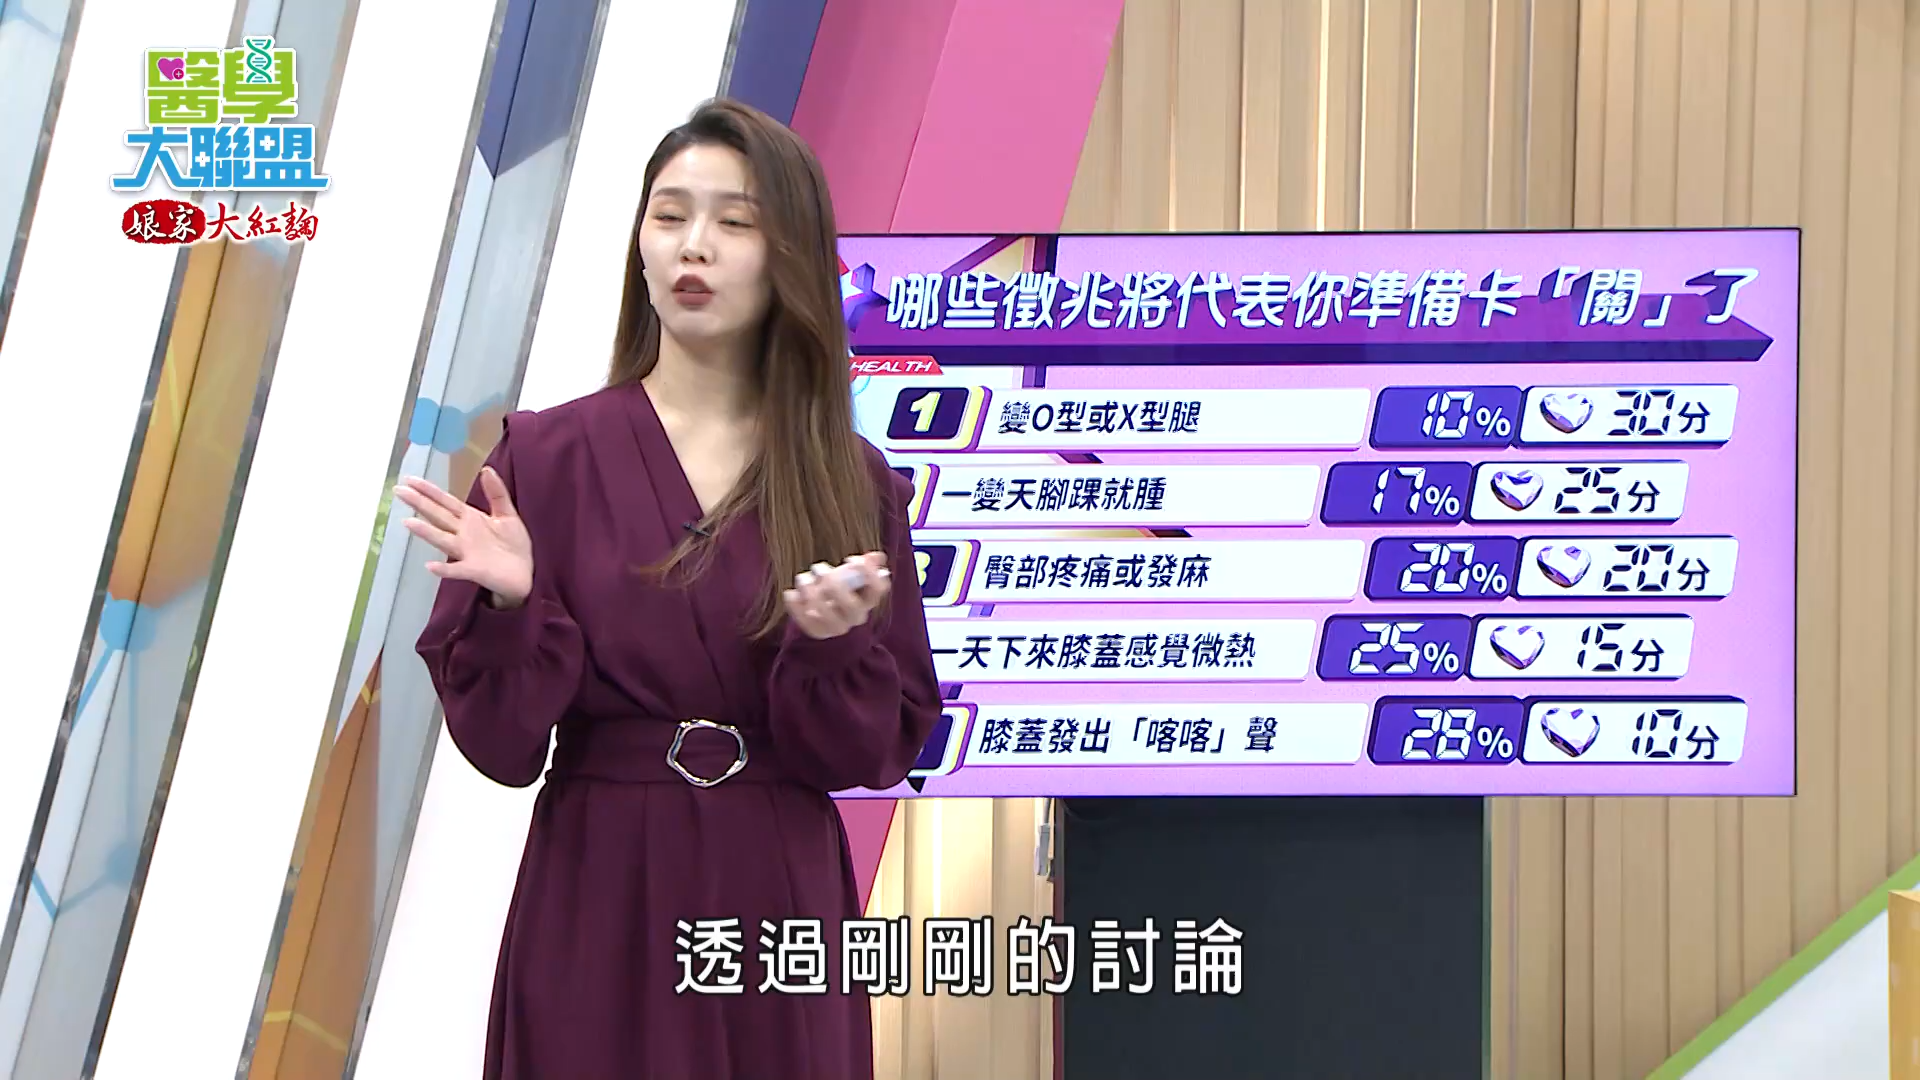 醫學
大聯盟
娘家大紅麴
哪些徵兆將代表你準備卡「關」了
HEALTH
1 變O型或X型腿 10% 30分
一變天腳踝就腫 17% 25分
3 臀部疼痛或發麻 20% 20分
一天下來膝蓋感覺微熱 25% 15分
膝蓋發出「喀喀」聲 28% 10分
透過剛剛的討論